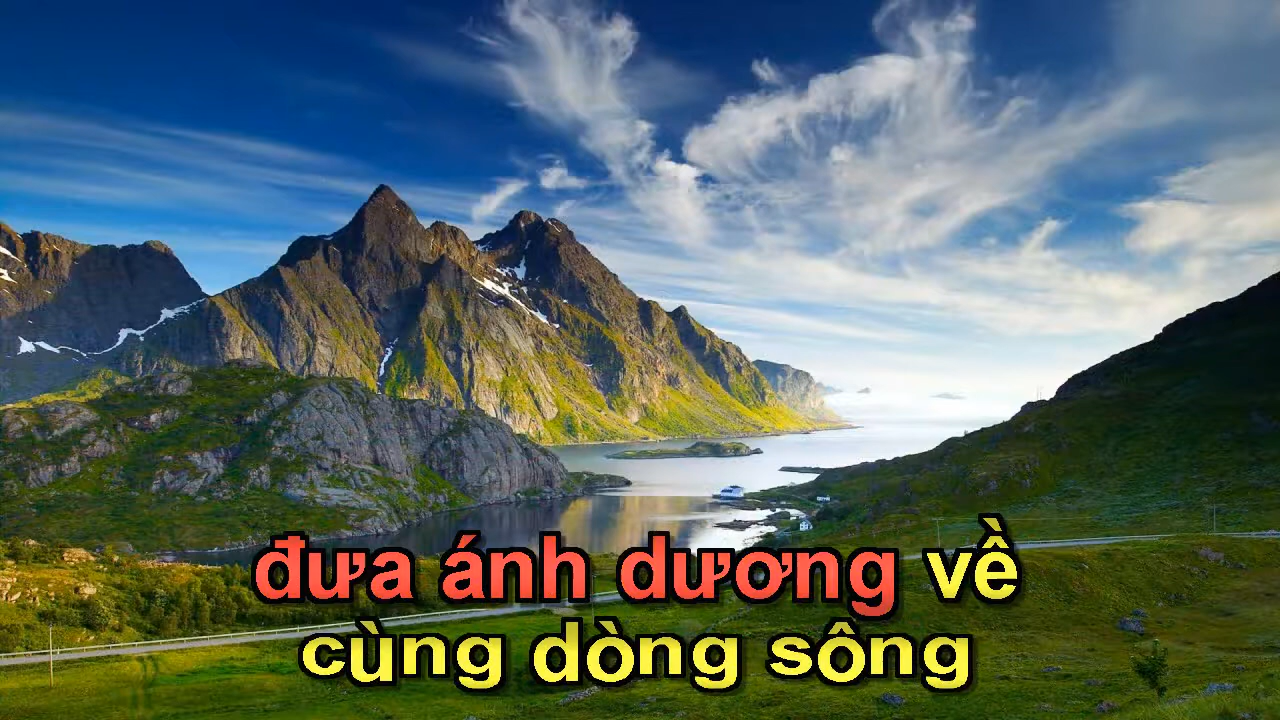 đưa ánh dương về
cùng dòng sông